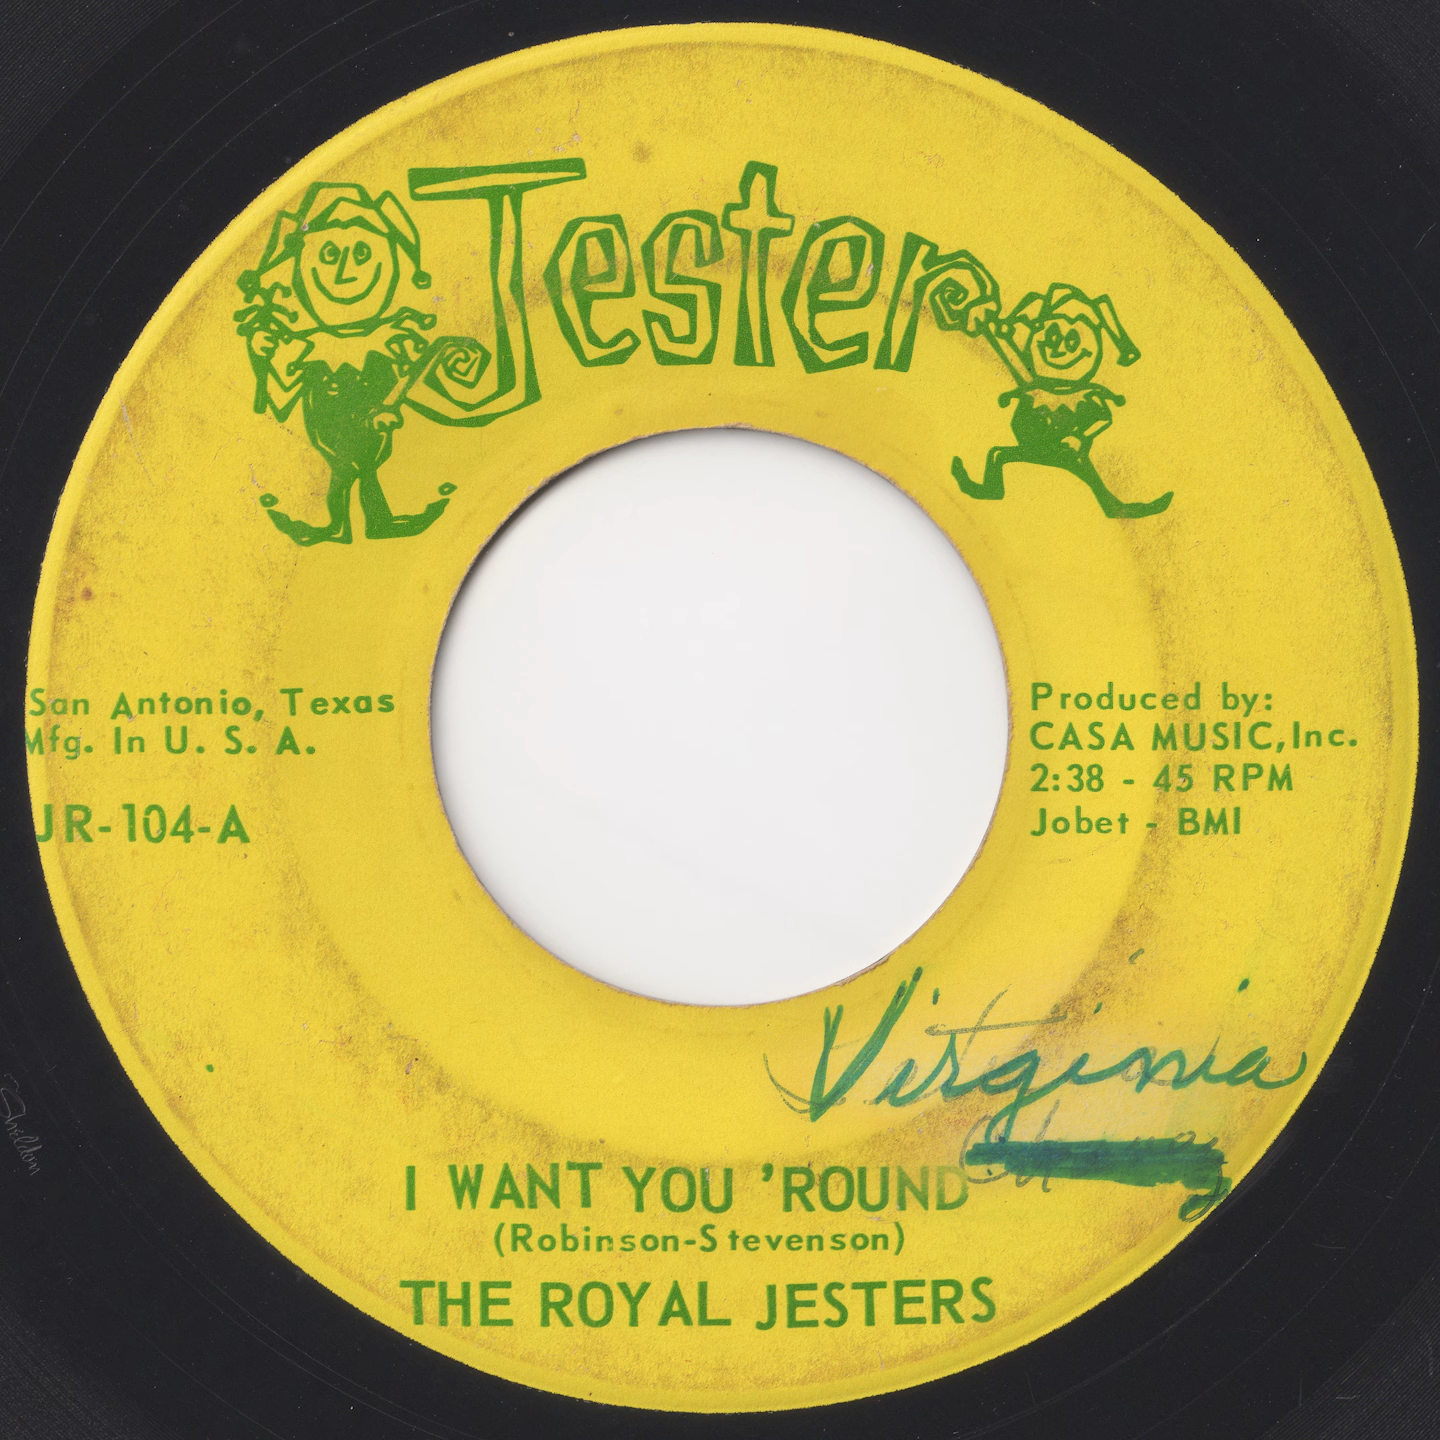 Jester
San Antonio, Texas
Mfg. In U. S. A.
JR-104-A
Produced by:
CASA MUSIC, Inc.
2:38 - 45 RPM
Jobet - BMI
Virginia
I WANT YOU 'ROUND
(Robinson-Stevenson)
THE ROYAL JESTERS
Sheldon